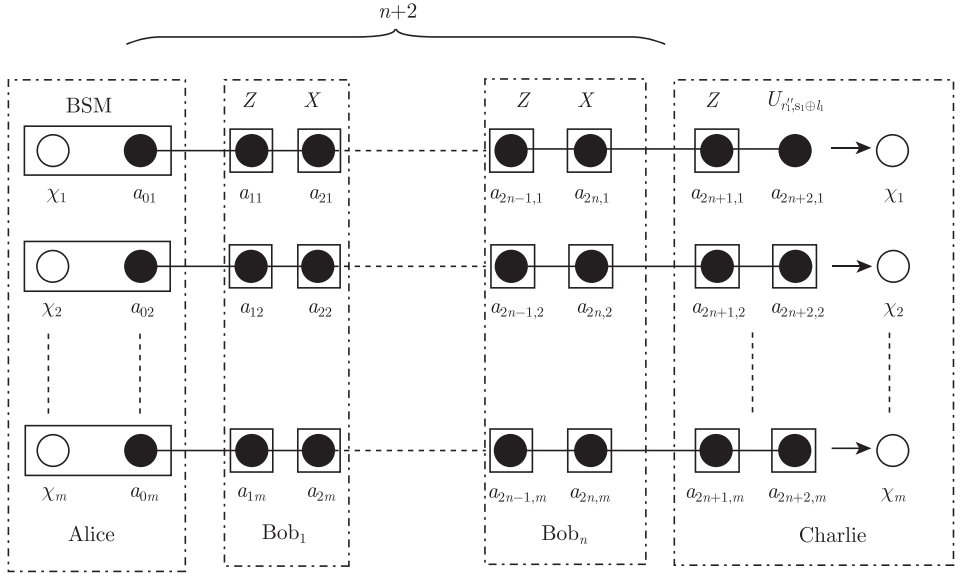 n+2
BSM Z X Z X Z U_{r''_1,s_1⊕l_1}
χ_1 a_{01} a_{11} a_{21} a_{2n−1,1} a_{2n,1} a_{2n+1,1} a_{2n+2,1} χ_1
χ_2 a_{02} a_{12} a_{22} a_{2n−1,2} a_{2n,2} a_{2n+1,2} a_{2n+2,2} χ_2
χ_m a_{0m} a_{1m} a_{2m} a_{2n−1,m} a_{2n,m} a_{2n+1,m} a_{2n+2,m} χ_m
Alice Bob_1 Bob_n Charlie